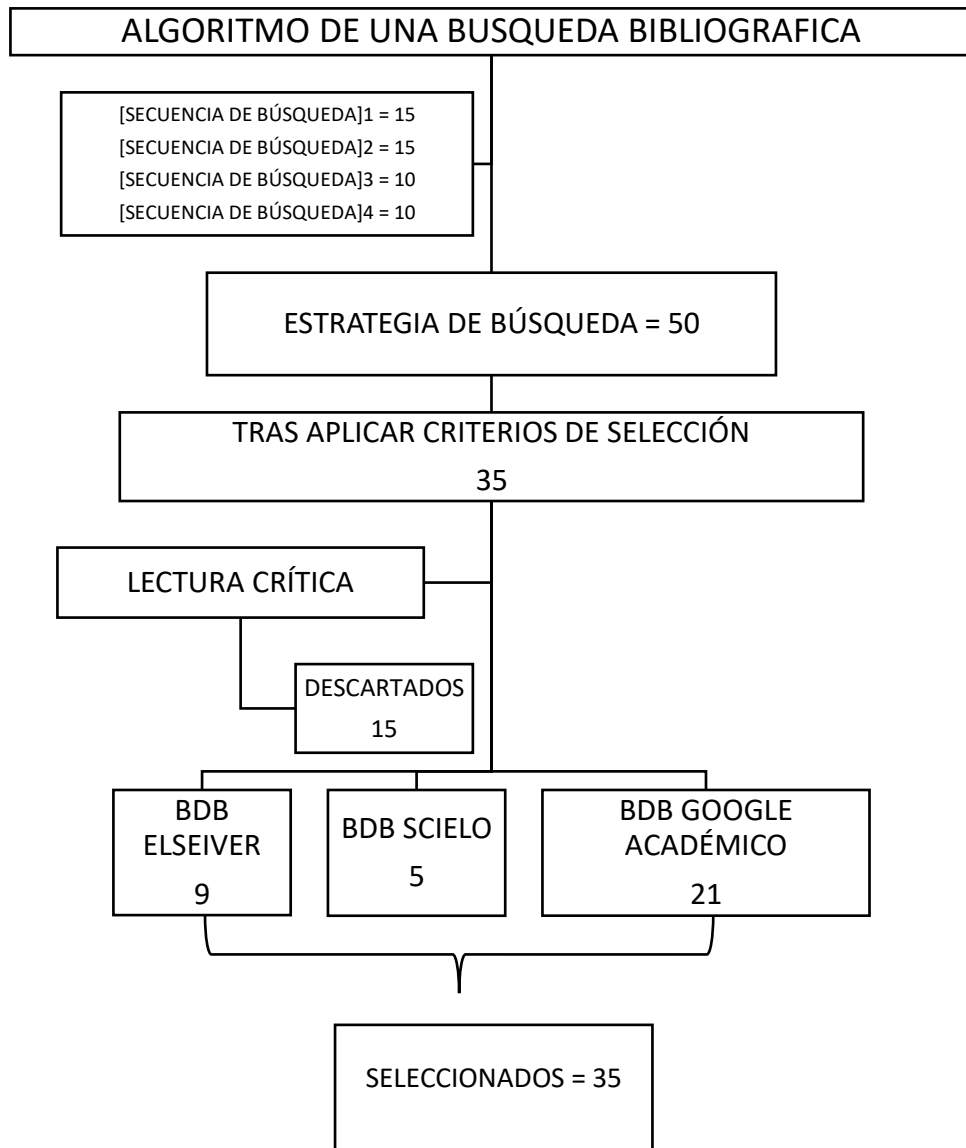 ALGORITMO DE UNA BUSQUEDA BIBLIOGRAFICA
[SECUENCIA DE BÚSQUEDA]1 = 15
[SECUENCIA DE BÚSQUEDA]2 = 15
[SECUENCIA DE BÚSQUEDA]3 = 10
[SECUENCIA DE BÚSQUEDA]4 = 10
ESTRATEGIA DE BÚSQUEDA = 50
TRAS APLICAR CRITERIOS DE SELECCIÓN
35
LECTURA CRÍTICA
DESCARTADOS
15
BDB
ELSEIVER
9
BDB SCIELO
5
BDB GOOGLE
ACADÉMICO
21
SELECCIONADOS = 35